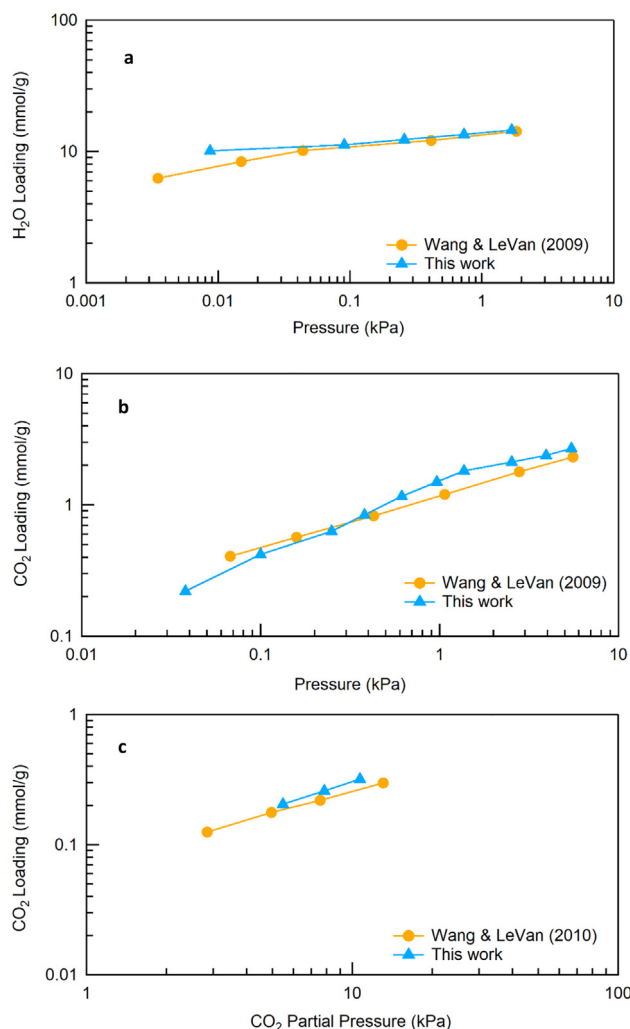 100
a
10
1
H₂O Loading (mmol/g)
Wang & LeVan (2009)
This work
0.001
0.01
0.1
1
10
Pressure (kPa)
10
b
1
0.1
CO₂ Loading (mmol/g)
Wang & LeVan (2009)
This work
0.01
0.1
1
10
Pressure (kPa)
1
c
0.1
0.01
CO₂ Loading (mmol/g)
Wang & LeVan (2010)
This work
1
10
100
CO₂ Partial Pressure (kPa)